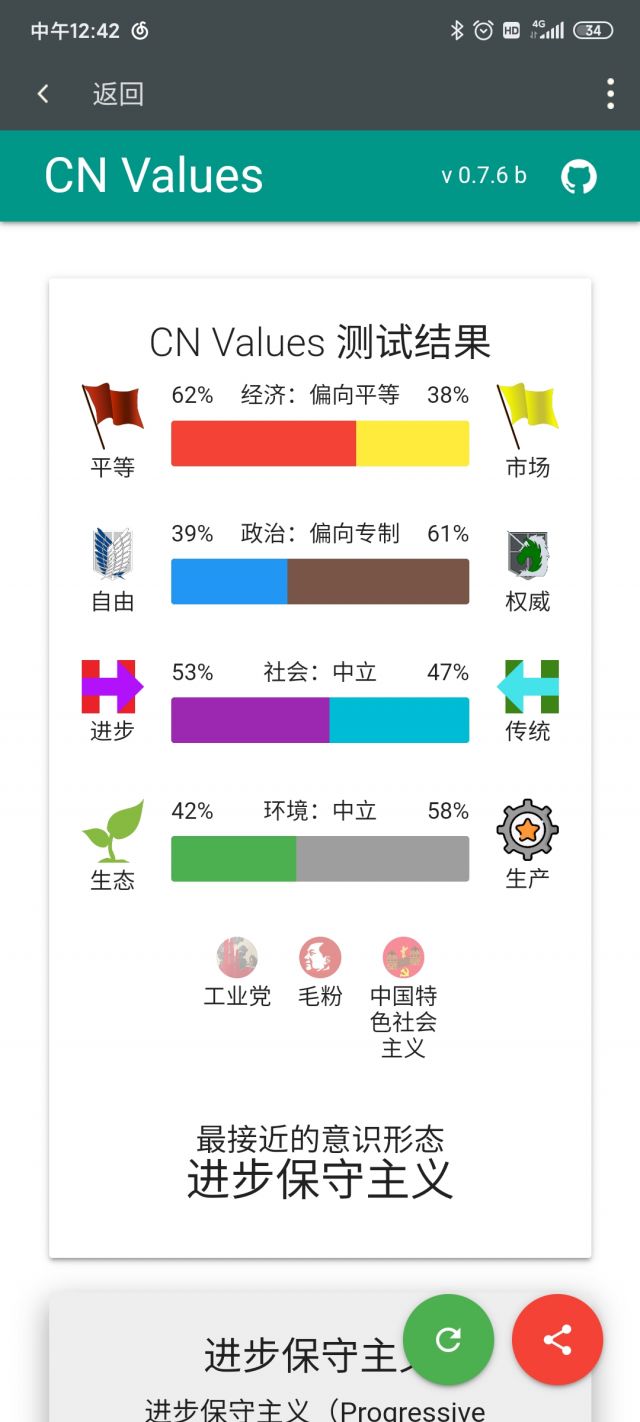 中午12:42
HD 4G 34
返回
CN Values v 0.7.6 b
CN Values 测试结果
62% 经济：偏向平等 38%
平等 市场
39% 政治：偏向专制 61%
自由 权威
53% 社会：中立 47%
进步 传统
42% 环境：中立 58%
生态 生产
工业党 毛粉 中国特
色社会
主义
最接近的意识形态
进步保守主义
进步保守主
进步保守主义（Progressive